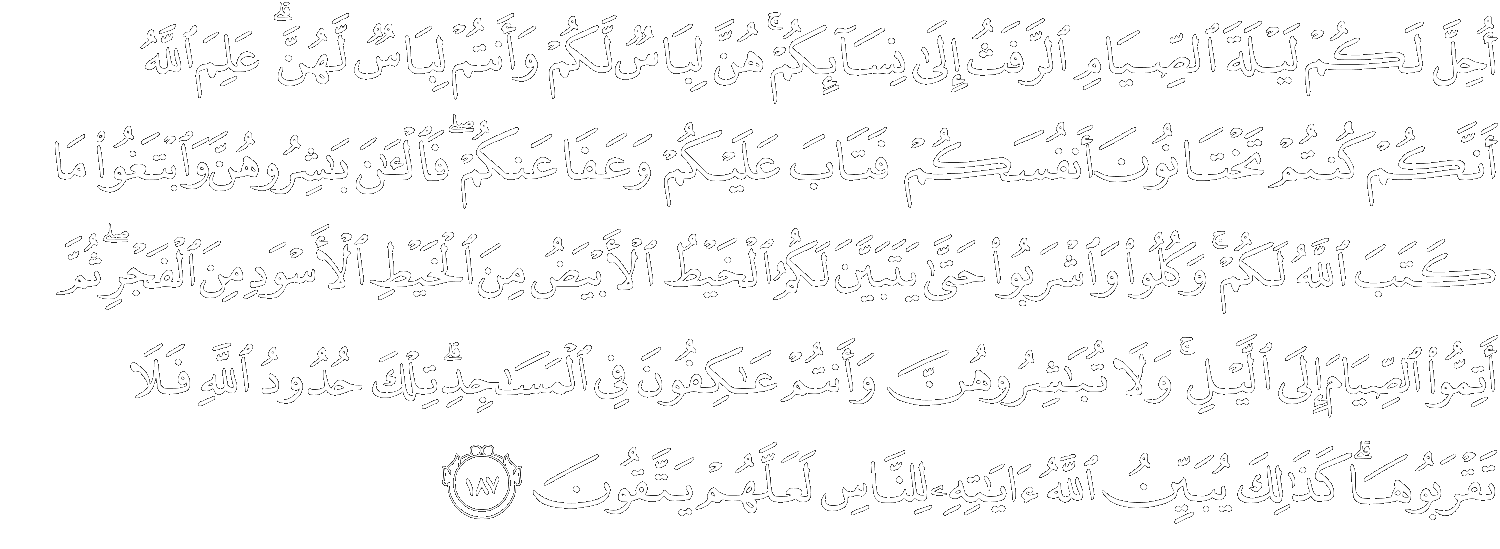 أُحِلَّ لَكُمْ لَيْلَةَ ٱلصِّيَامِ ٱلرَّفَثُ إِلَىٰ نِسَآئِكُمْ ۚ هُنَّ لِبَاسٌ لَّكُمْ وَأَنتُمْ لِبَاسٌ لَّهُنَّ ۗ عَلِمَ ٱللَّهُ
أَنَّكُمْ كُنتُمْ تَخْتَانُونَ أَنفُسَكُمْ فَتَابَ عَلَيْكُمْ وَعَفَا عَنكُمْ ۖ فَٱلْـَٰٔنَ بَـٰشِرُوهُنَّ وَٱبْتَغُوا۟ مَا
كَتَبَ ٱللَّهُ لَكُمْ ۚ وَكُلُوا۟ وَٱشْرَبُوا۟ حَتَّىٰ يَتَبَيَّنَ لَكُمُ ٱلْخَيْطُ ٱلْأَبْيَضُ مِنَ ٱلْخَيْطِ ٱلْأَسْوَدِ مِنَ ٱلْفَجْرِ ۖ ثُمَّ
أَتِمُّوا۟ ٱلصِّيَامَ إِلَى ٱلَّيْلِ ۚ وَلَا تُبَـٰشِرُوهُنَّ وَأَنتُمْ عَـٰكِفُونَ فِى ٱلْمَسَـٰجِدِ ۗ تِلْكَ حُدُودُ ٱللَّهِ فَلَا
تَقْرَبُوهَا ۗ كَذَٰلِكَ يُبَيِّنُ ٱللَّهُ ءَايَـٰتِهِۦ لِلنَّاسِ لَعَلَّهُمْ يَتَّقُونَ ١٨٧